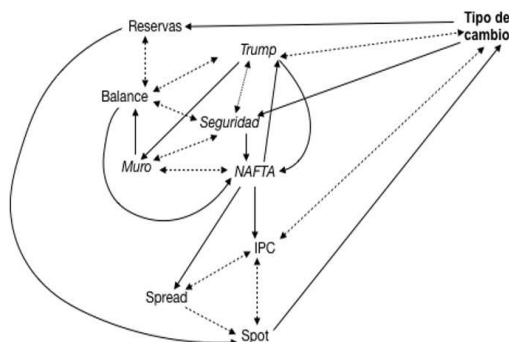 Reservas
Tipo de
cambio
Trump
Balance
Seguridad
Muro
NAFTA
IPC
Spread
Spot